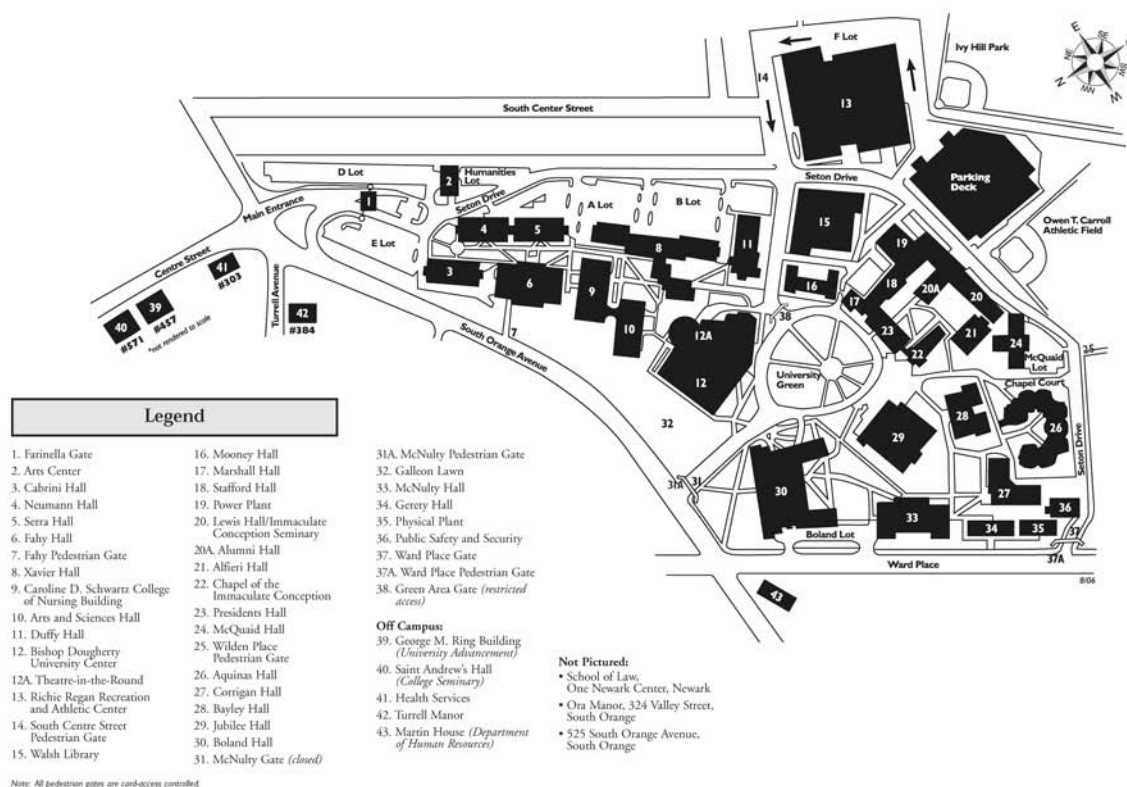 F Lot
Ivy Hill Park
E
SE
S
SW
W
NW
N
NE
14
13
South Center Street
D Lot
2
Humanities
Lot
Seton Drive
Parking
Deck
1
Main Entrance
Seton Drive
A Lot
B Lot
15
Owen T. Carroll
Athletic Field
E Lot
4
5
8
11
19
41
#303
Centre Street
3
6
9
16
18
20A
20
39
#457
40
#571
*not rendered to scale
Turrell Avenue
42
#384
South Orange Avenue
7
10
12A
38
17
23
22
21
24
25
McQuaid
Lot
12
University
Green
Chapel Court
28
26
Seton Drive
32
29
31A
31
30
27
36
33
34
35
37
Boland Lot
Ward Place
37A
8/06
43
Legend
1. Farinella Gate
2. Arts Center
3. Cabrini Hall
4. Neumann Hall
5. Serra Hall
6. Fahy Hall
7. Fahy Pedestrian Gate
8. Xavier Hall
9. Caroline D. Schwartz College
of Nursing Building
10. Arts and Sciences Hall
11. Duffy Hall
12. Bishop Dougherty
University Center
12A. Theatre-in-the-Round
13. Richie Regan Recreation
and Athletic Center
14. South Centre Street
Pedestrian Gate
15. Walsh Library
16. Mooney Hall
17. Marshall Hall
18. Stafford Hall
19. Power Plant
20. Lewis Hall/Immaculate
Conception Seminary
20A. Alumni Hall
21. Alfieri Hall
22. Chapel of the
Immaculate Conception
23. Presidents Hall
24. McQuaid Hall
25. Wilden Place
Pedestrian Gate
26. Aquinas Hall
27. Corrigan Hall
28. Bayley Hall
29. Jubilee Hall
30. Boland Hall
31. McNulty Gate (closed)
31A. McNulty Pedestrian Gate
32. Galleon Lawn
33. McNulty Hall
34. Gerety Hall
35. Physical Plant
36. Public Safety and Security
37. Ward Place Gate
37A. Ward Place Pedestrian Gate
38. Green Area Gate (restricted
access)
Off Campus:
39. George M. Ring Building
(University Advancement)
40. Saint Andrew's Hall
(College Seminary)
41. Health Services
42. Turrell Manor
43. Martin House (Department
of Human Resources)
Not Pictured:
• School of Law,
One Newark Center, Newark
• Ora Manor, 324 Valley Street,
South Orange
• 525 South Orange Avenue,
South Orange
Note: All pedestrian gates are card-access controlled.